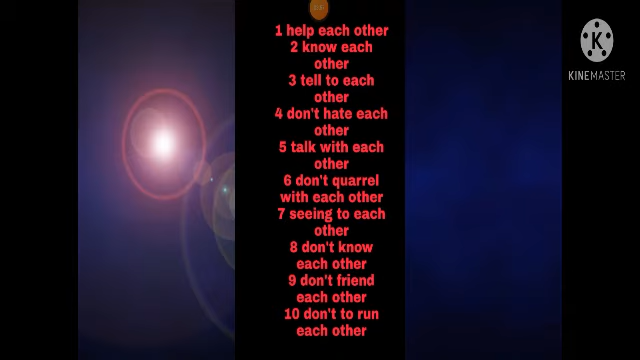 1 help each other
2 know each
other
3 tell to each
other
4 don't hate each
other
5 talk with each
other
6 don't quarrel
with each other
7 seeing to each
other
8 don't know
each other
9 don't friend
each other
10 don't to run
each other
K
KINEMASTER